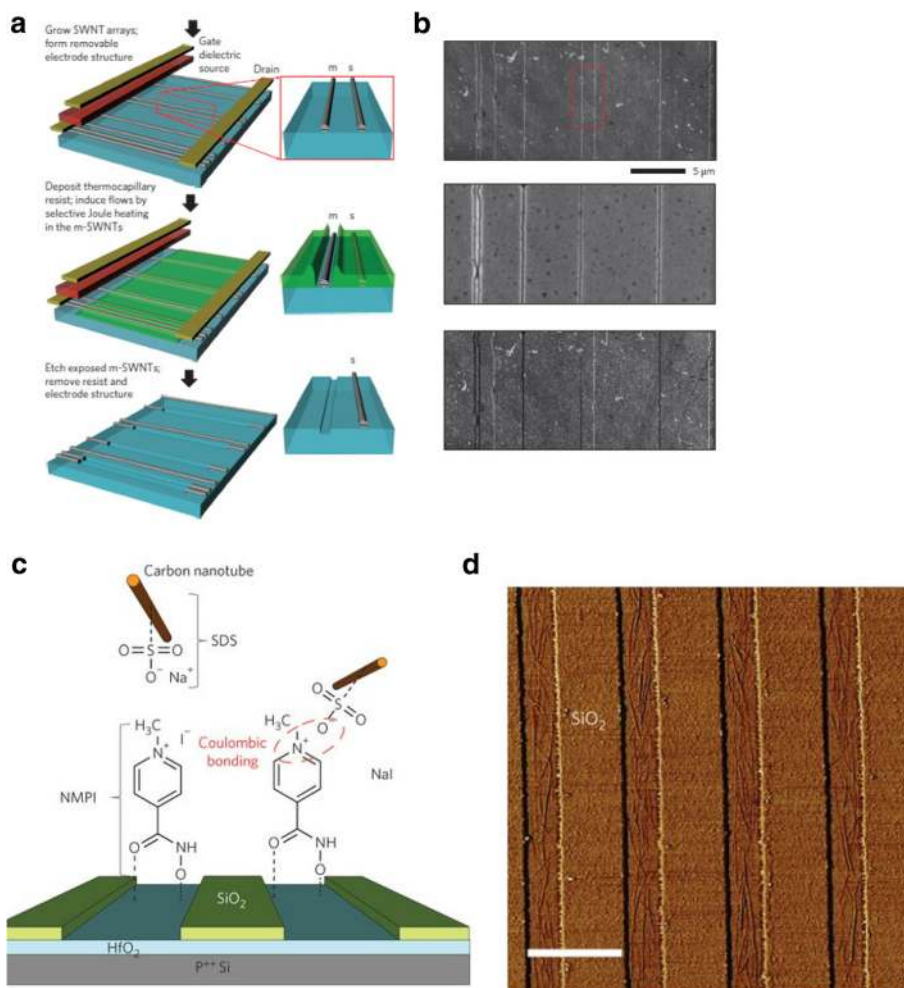 a
Grow SWNT arrays;
form removable
electrode structure
Gate
dielectric
source
Drain
m s
Deposit thermocapillary
resist; induce flows by
selective Joule heating
in the m-SWNTs
m s
Etch exposed m-SWNTs;
remove resist and
electrode structure
s
b
5 µm
c
Carbon nanotube
SDS
O=S=O
O⁻ Na⁺
H₃C
N⁺
I⁻
NMPI
O
NH
O
Coulombic
bonding
O
S
O
O⁻
H₃C
N⁺
NaI
O
NH
O
SiO₂
HfO₂
P⁺⁺ Si
d
SiO₂